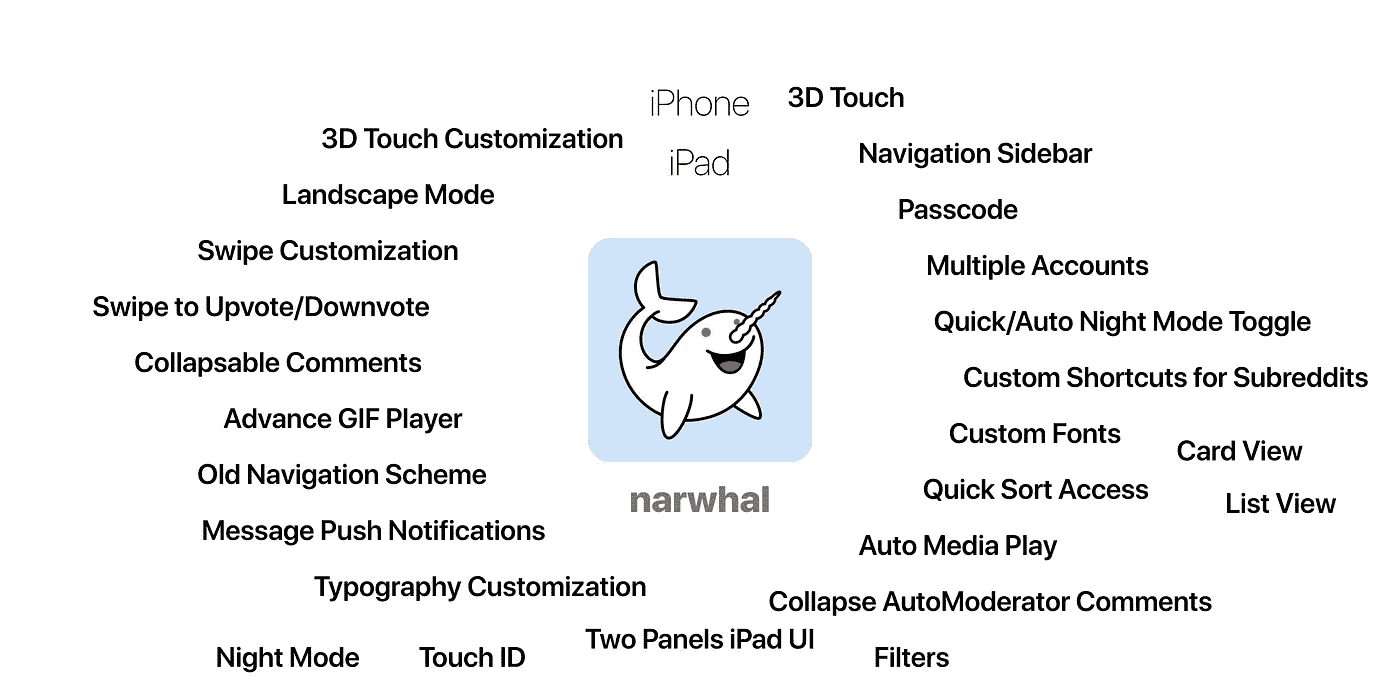 iPhone
3D Touch
3D Touch Customization
iPad
Navigation Sidebar
Landscape Mode
Passcode
Swipe Customization
Multiple Accounts
Swipe to Upvote/Downvote
Quick/Auto Night Mode Toggle
Collapsable Comments
Custom Shortcuts for Subreddits
Advance GIF Player
Custom Fonts
Card View
Old Navigation Scheme
Quick Sort Access
List View
narwhal
Message Push Notifications
Auto Media Play
Typography Customization
Collapse AutoModerator Comments
Two Panels iPad UI
Night Mode
Touch ID
Filters